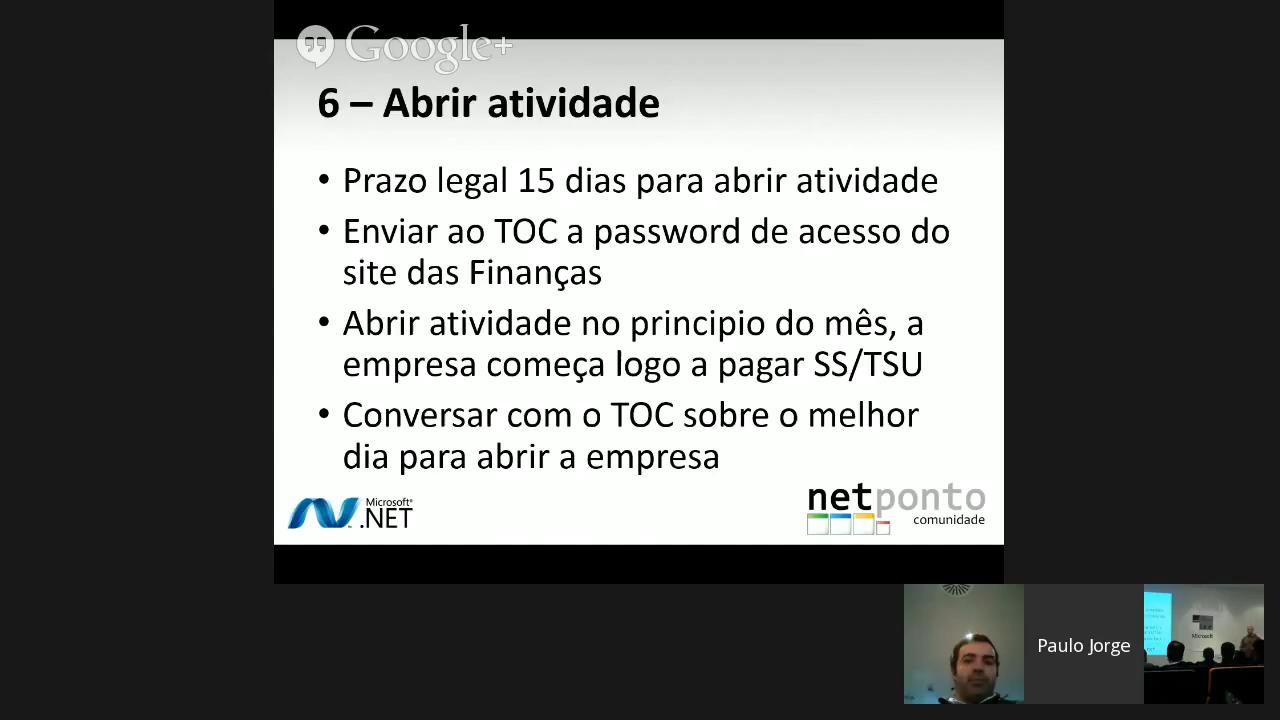 Google+
6 – Abrir atividade
• Prazo legal 15 dias para abrir atividade
• Enviar ao TOC a password de acesso do
site das Finanças
• Abrir atividade no principio do mês, a
empresa começa logo a pagar SS/TSU
• Conversar com o TOC sobre o melhor
dia para abrir a empresa
Microsoft®
.NET
netponto
comunidade
Paulo Jorge
Microsoft